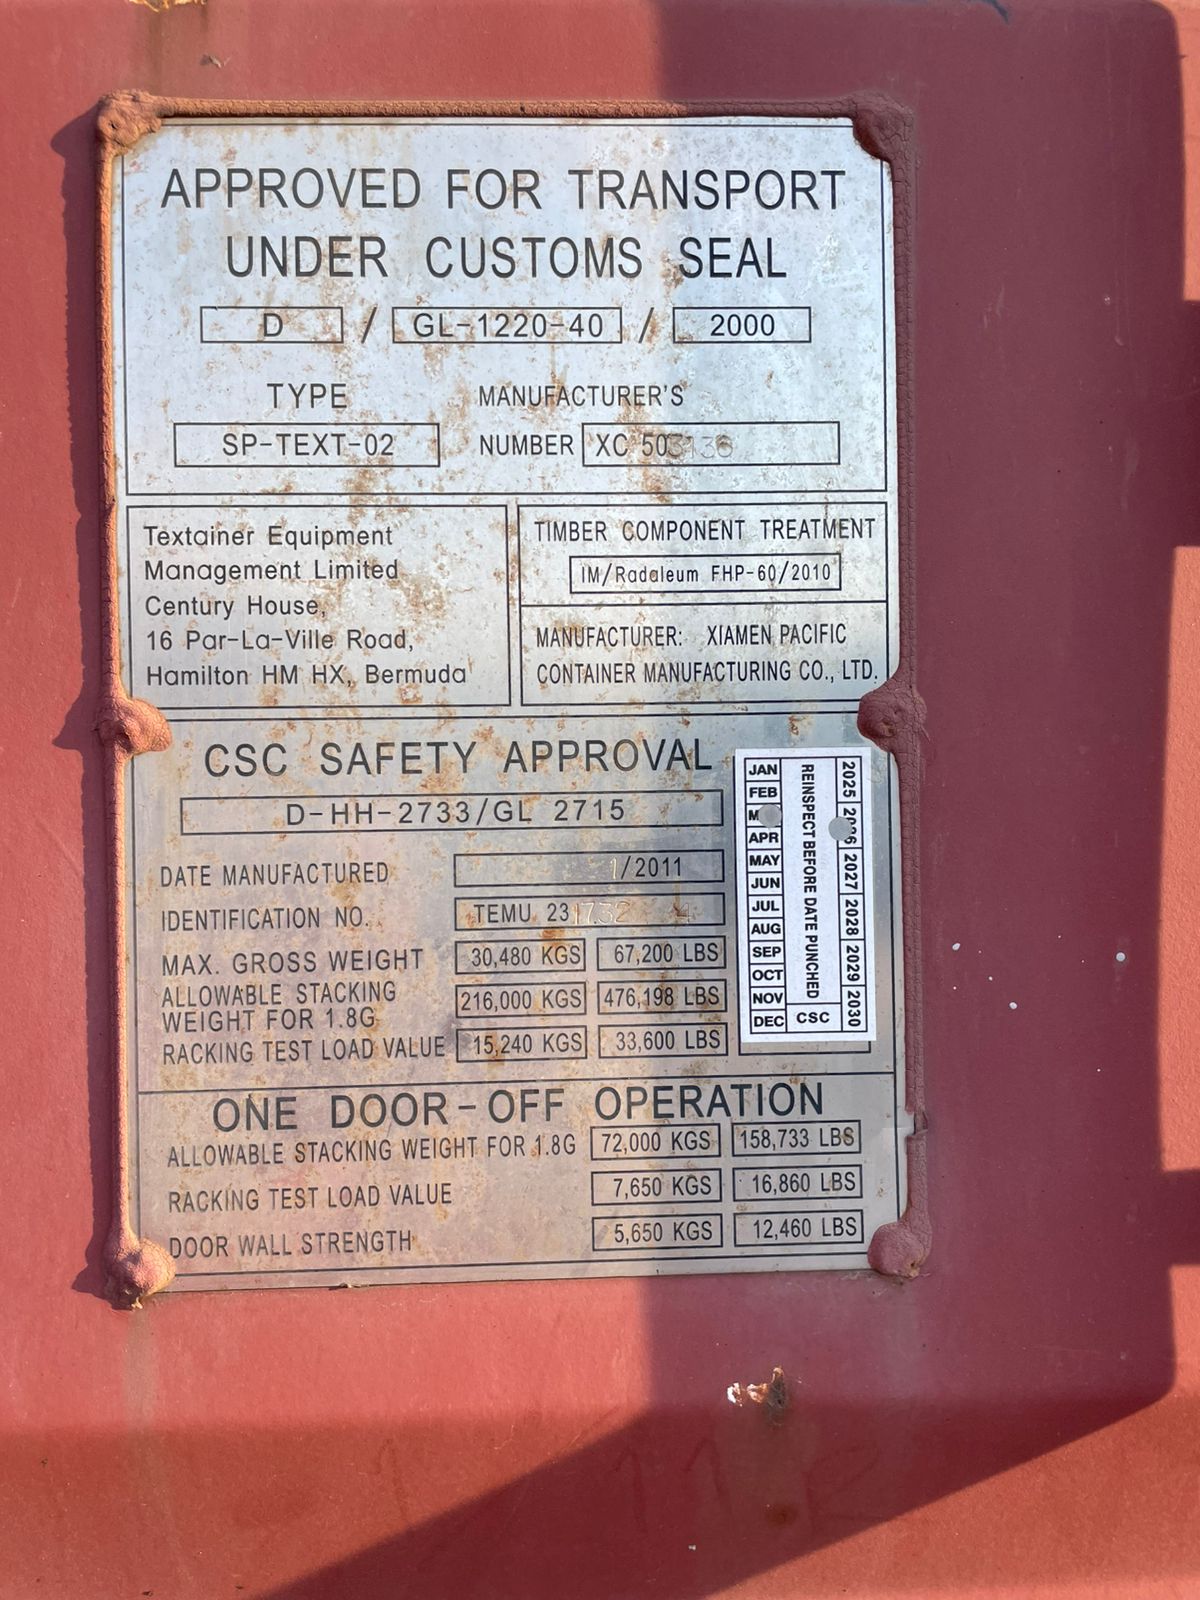 APPROVED FOR TRANSPORT
UNDER CUSTOMS SEAL
D / GL-1220-40 / 2000
TYPE MANUFACTURER'S
SP-TEXT-02 NUMBER XC 503136
Textainer Equipment
Management Limited
Century House,
16 Par-La-Ville Road,
Hamilton HM HX, Bermuda
TIMBER COMPONENT TREATMENT
IM/Radaleum FHP-60/2010
MANUFACTURER: XIAMEN PACIFIC
CONTAINER MANUFACTURING CO., LTD.
CSC SAFETY APPROVAL
D-HH-2733/GL 2715
DATE MANUFACTURED 1/2011
IDENTIFICATION NO. TEMU 23
MAX. GROSS WEIGHT 30,480 KGS 67,200 LBS
ALLOWABLE STACKING
WEIGHT FOR 1.8G 216,000 KGS 476,198 LBS
RACKING TEST LOAD VALUE 15,240 KGS 33,600 LBS
JAN
FEB
APR
MAY
JUN
JUL
AUG
SEP
OCT
NOV
DEC
REINSPECT BEFORE DATE PUNCHED
CSC
2025 2026 2027 2028 2029 2030
ONE DOOR-OFF OPERATION
ALLOWABLE STACKING WEIGHT FOR 1.8G 72,000 KGS 158,733 LBS
RACKING TEST LOAD VALUE 7,650 KGS 16,860 LBS
DOOR WALL STRENGTH 5,650 KGS 12,460 LBS